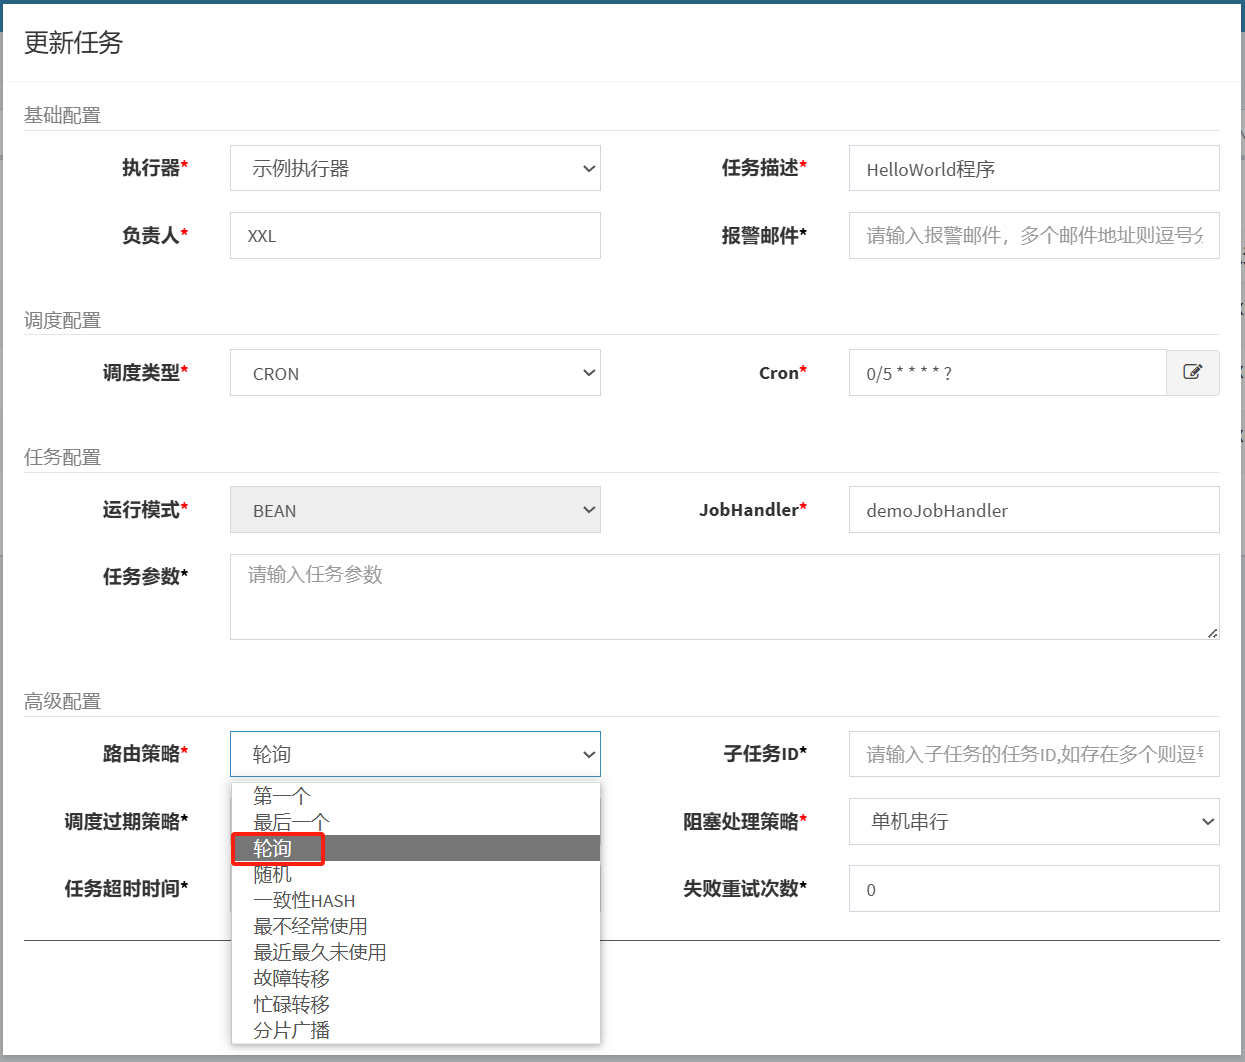 更新任务
基础配置
执行器* 示例执行器 任务描述* HelloWorld程序
负责人* XXL 报警邮件* 请输入报警邮件，多个邮件地址则逗号分
调度配置
调度类型* CRON Cron* 0/5 * * * * ?
任务配置
运行模式* BEAN JobHandler* demoJobHandler
任务参数* 请输入任务参数
高级配置
路由策略* 轮询 子任务ID* 请输入子任务的任务ID,如存在多个则逗号
第一个
调度过期策略* 最后一个 阻塞处理策略* 单机串行
轮询
随机
任务超时时间* 一致性HASH 失败重试次数* 0
最不经常使用
最近最久未使用
故障转移
忙碌转移
分片广播